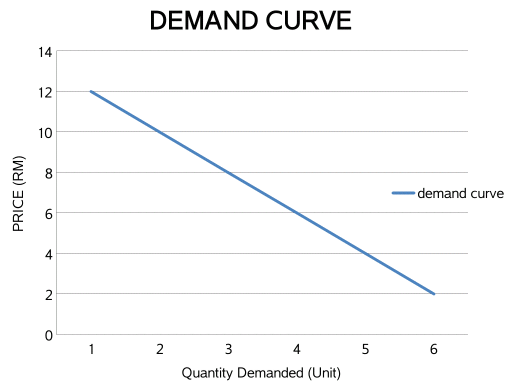 DEMAND CURVE
14
12
10
8
6
4
2
0
PRICE (RM)
demand curve
1 2 3 4 5 6
Quantity Demanded (Unit)